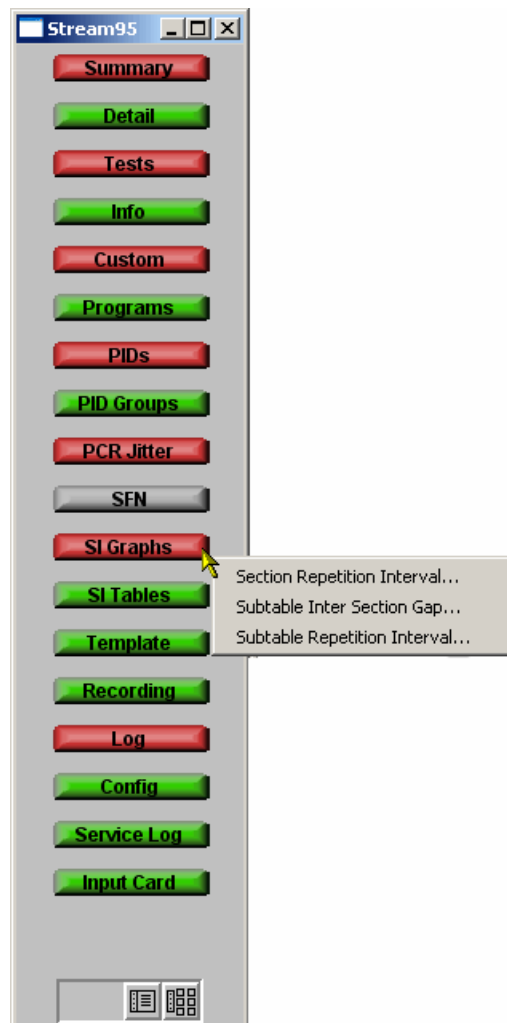 Stream95
Summary
Detail
Tests
Info
Custom
Programs
PIDs
PID Groups
PCR Jitter
SFN
SI Graphs
Section Repetition Interval...
Subtable Inter Section Gap...
Subtable Repetition Interval...
SI Tables
Template
Recording
Log
Config
Service Log
Input Card